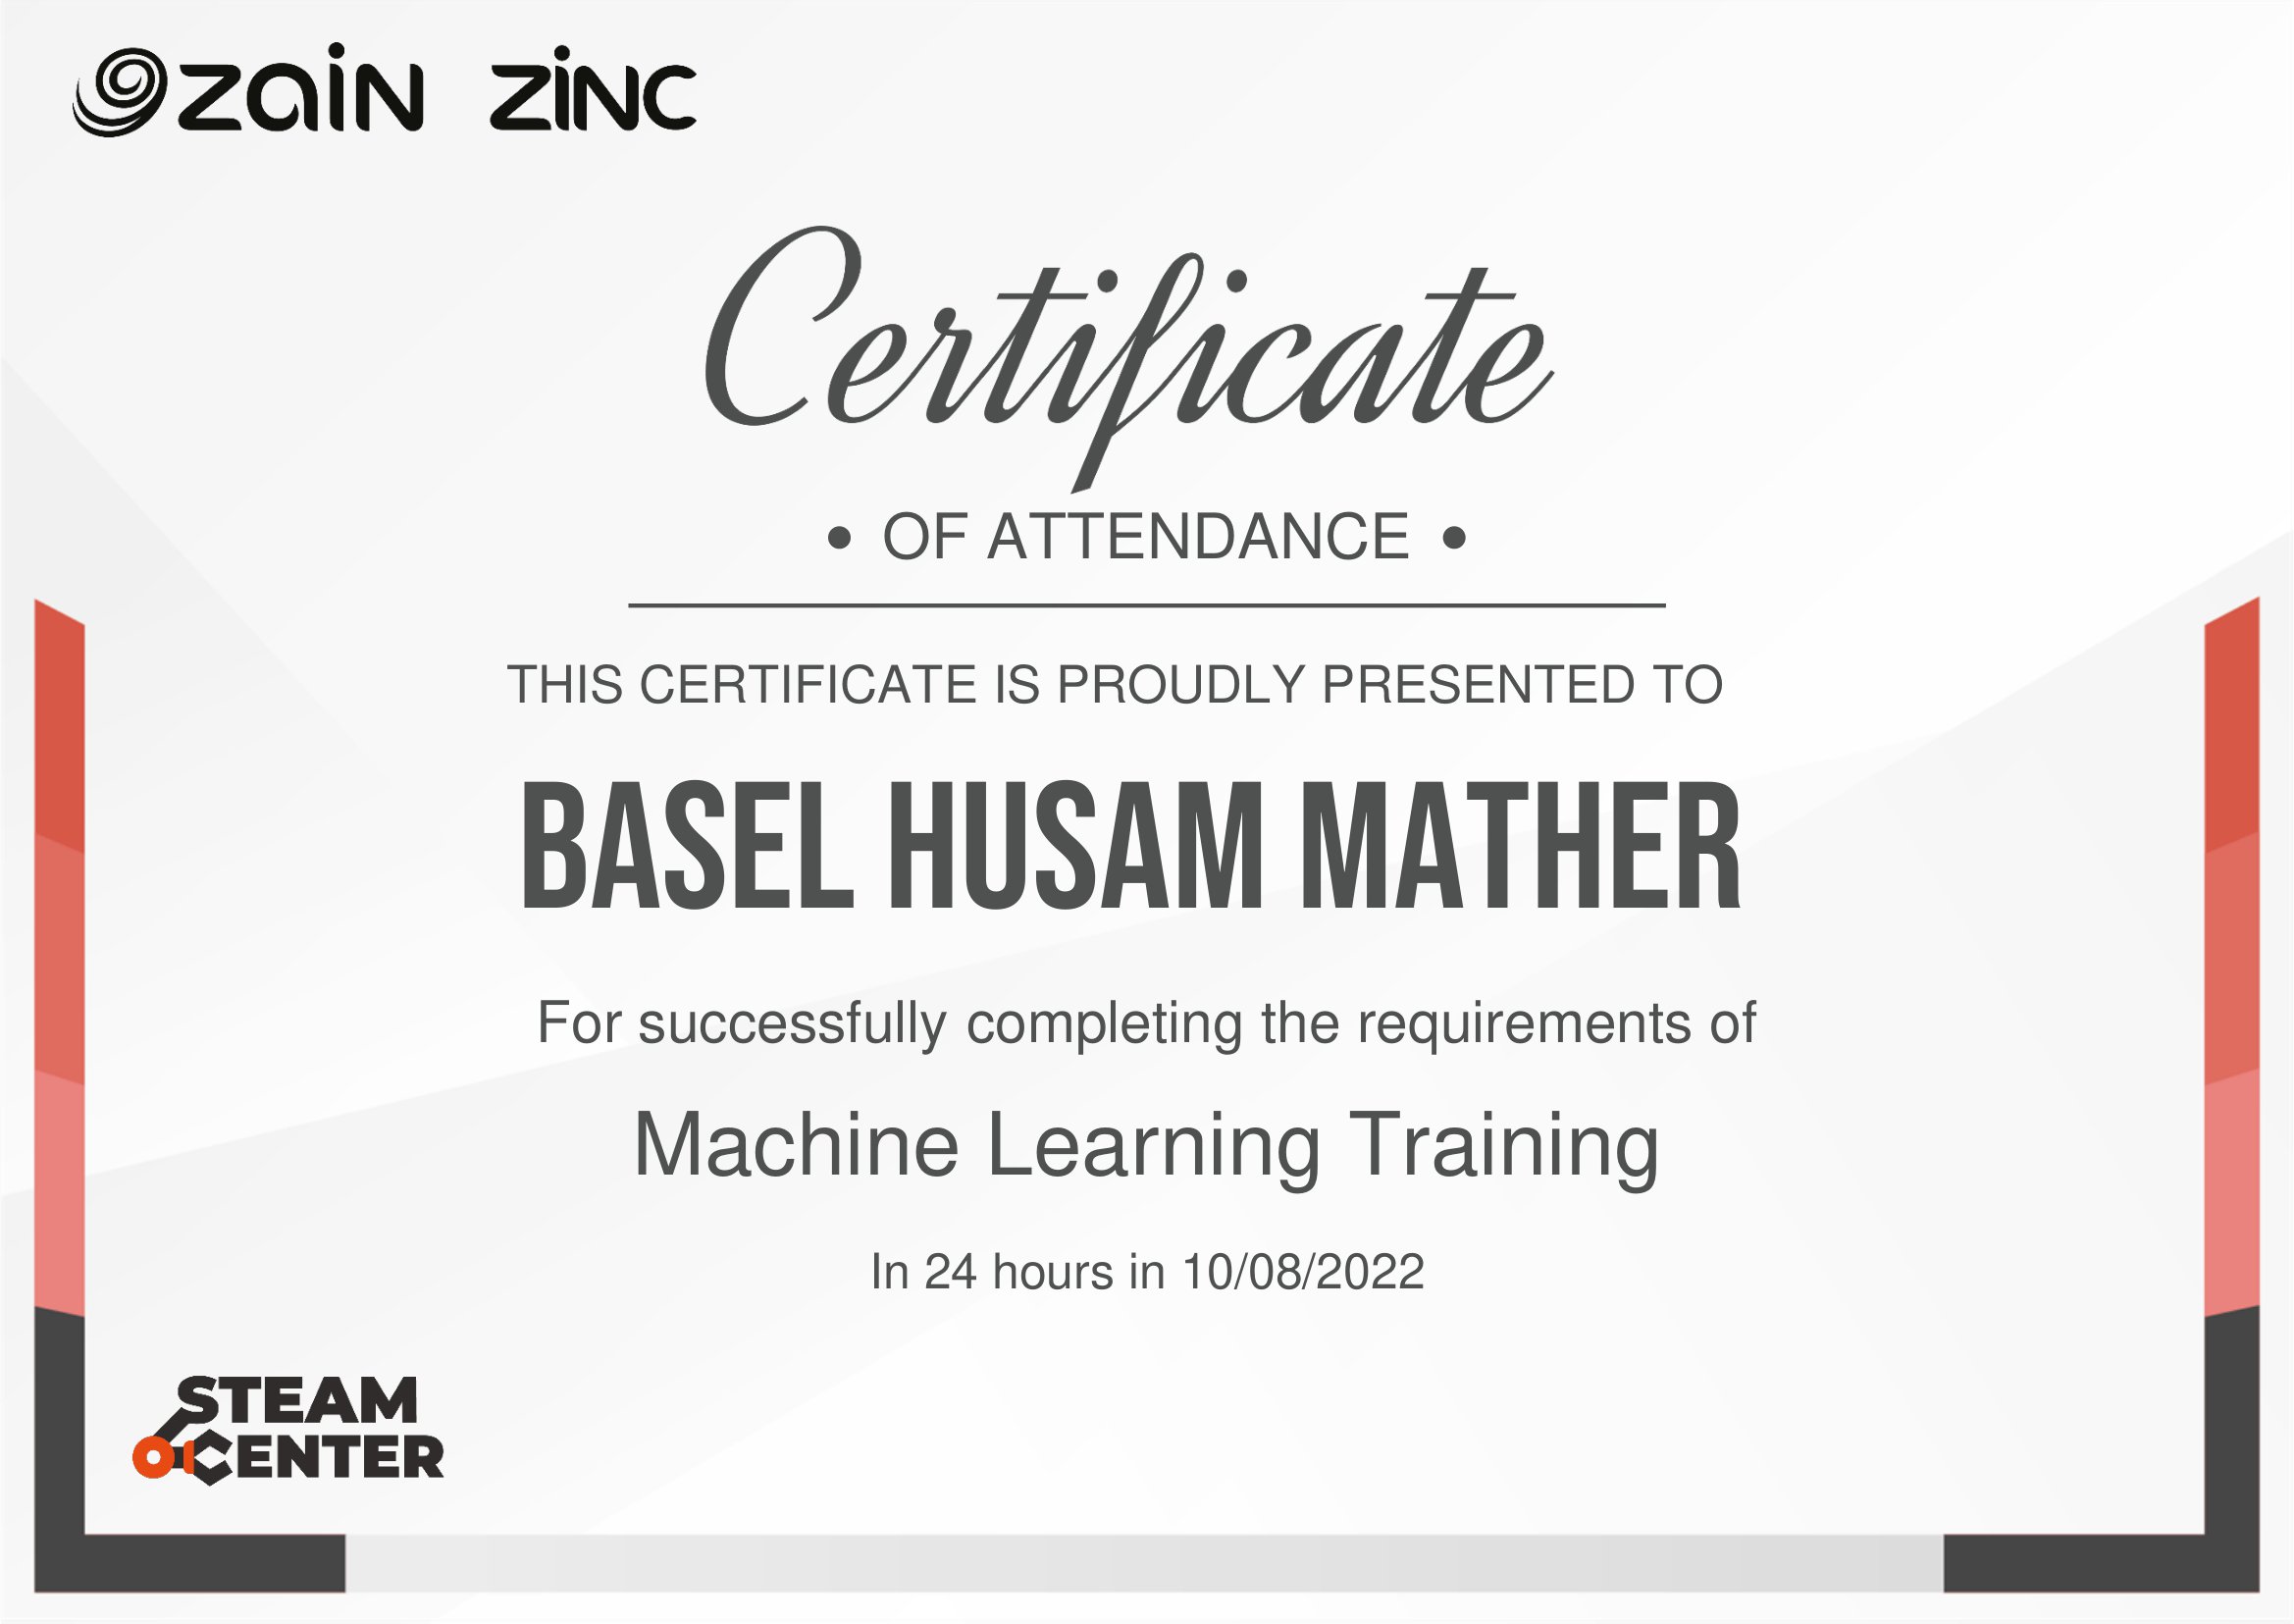 zain zinc
Certificate
• OF ATTENDANCE •
THIS CERTIFICATE IS PROUDLY PRESENTED TO
BASEL HUSAM MATHER
For successfully completing the requirements of
Machine Learning Training
In 24 hours in 10/08/2022
STEAM
CENTER